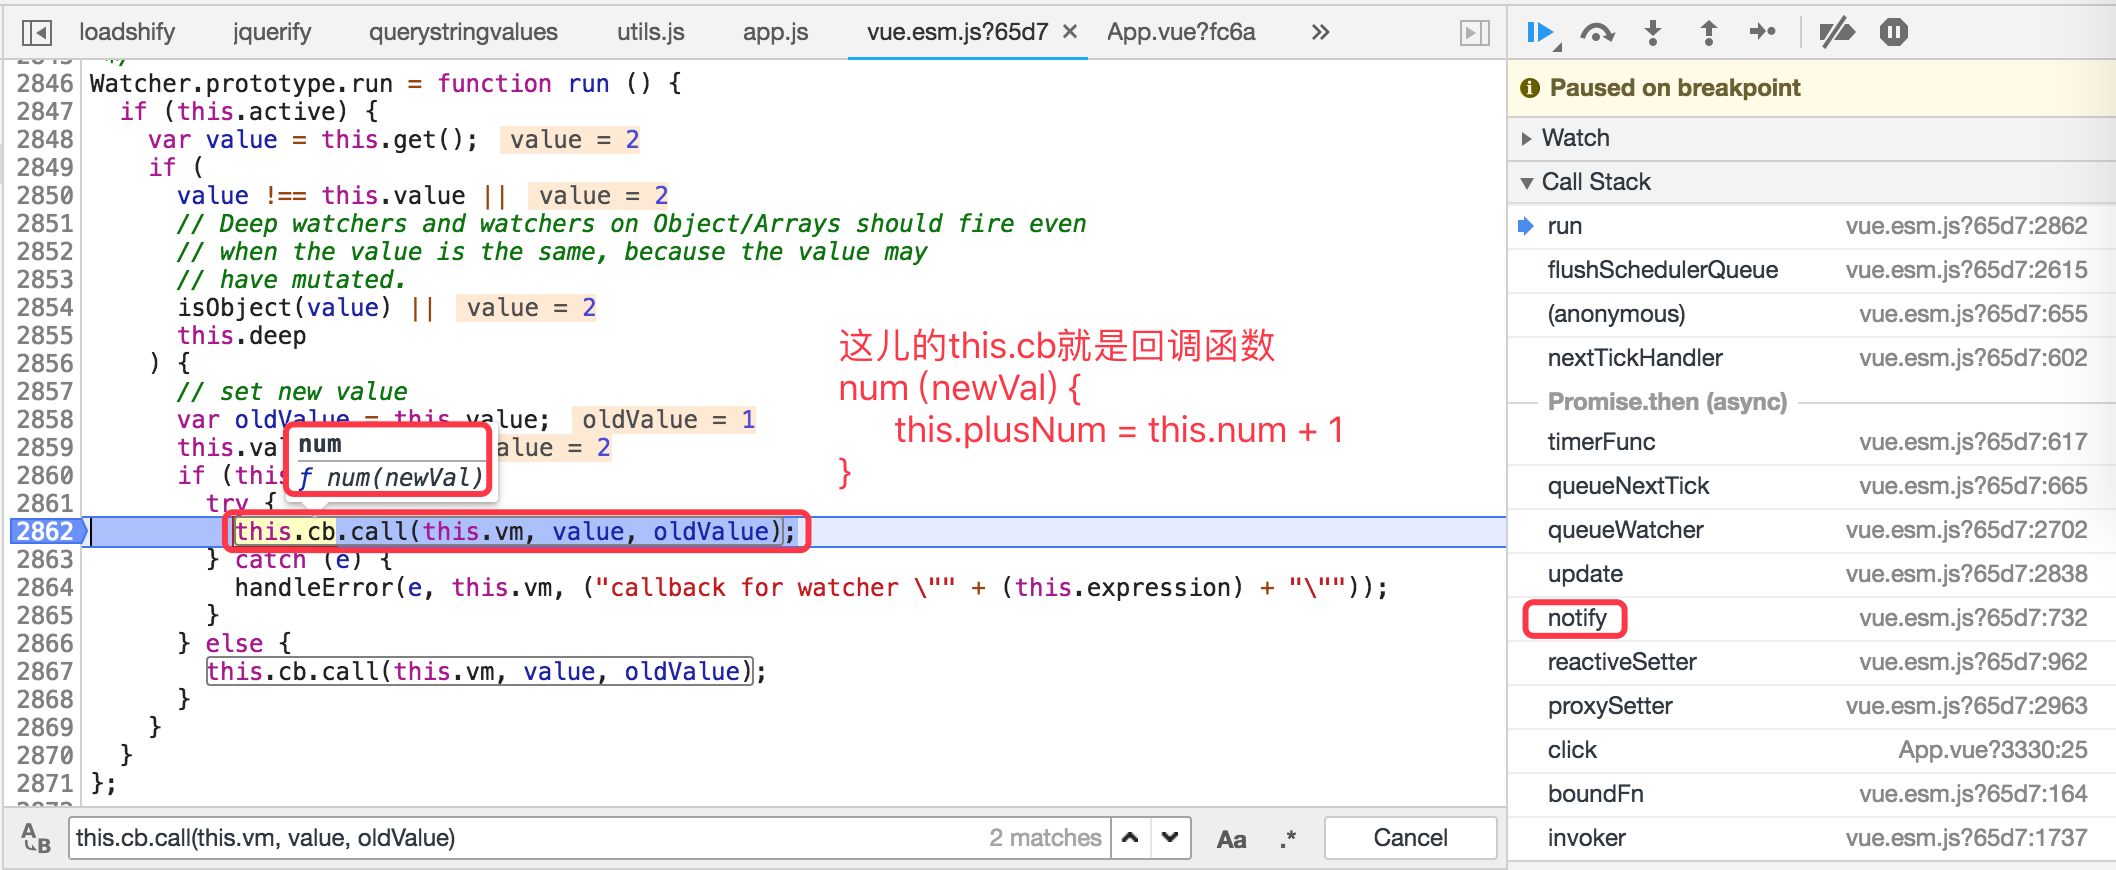 loadshify jquerify querystringvalues utils.js app.js vue.esm.js?65d7 × App.vue?fc6a »
2846 Watcher.prototype.run = function run () {
2847 if (this.active) {
2848 var value = this.get(); value = 2
2849 if (
2850 value !== this.value || value = 2
2851 // Deep watchers and watchers on Object/Arrays should fire even
2852 // when the value is the same, because the value may
2853 // have mutated.
2854 isObject(value) || value = 2
2855 this.deep
2856 ) {
2857 // set new value
2858 var oldValue = this.value; oldValue = 1
2859 this.va alue = 2
2860 if (this
2861 try {
2862 this.cb.call(this.vm, value, oldValue);
2863 } catch (e) {
2864 handleError(e, this.vm, ("callback for watcher \"" + (this.expression) + "\""));
2865 }
2866 } else {
2867 this.cb.call(this.vm, value, oldValue);
2868 }
2869 }
2870 }
2871 };
num
f num(newVal)
这儿的this.cb就是回调函数
num (newVal) {
this.plusNum = this.num + 1
}
this.cb.call(this.vm, value, oldValue) 2 matches Aa .* Cancel
Paused on breakpoint
Watch
Call Stack
run vue.esm.js?65d7:2862
flushSchedulerQueue vue.esm.js?65d7:2615
(anonymous) vue.esm.js?65d7:655
nextTickHandler vue.esm.js?65d7:602
Promise.then (async)
timerFunc vue.esm.js?65d7:617
queueNextTick vue.esm.js?65d7:665
queueWatcher vue.esm.js?65d7:2702
update vue.esm.js?65d7:2838
notify vue.esm.js?65d7:732
reactiveSetter vue.esm.js?65d7:962
proxySetter vue.esm.js?65d7:2963
click App.vue?3330:25
boundFn vue.esm.js?65d7:164
invoker vue.esm.js?65d7:1737